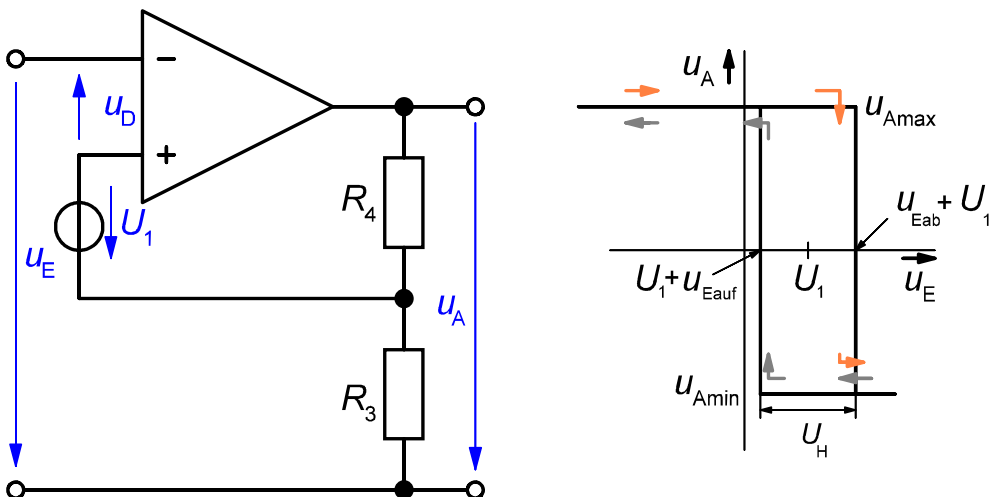 −
u_D
+
U_1
u_E
R_4
u_A
R_3
u_A
u_Amax
u_Eab + U_1
U_1 + u_Eauf
U_1
u_E
u_Amin
U_H